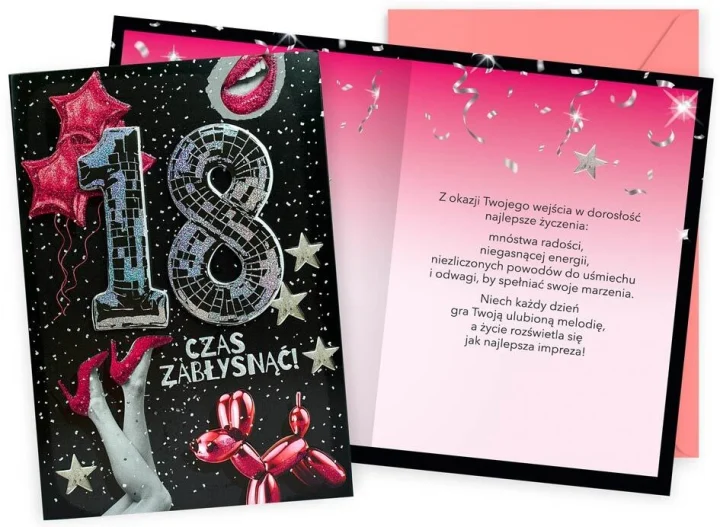 18
CZAS
ZABŁYSNĄĆ!
Z okazji Twojego wejścia w dorosłość
najlepsze życzenia:
mnóstwa radości,
niegasnącej energii,
niezliczonych powodów do uśmiechu
i odwagi, by spełniać swoje marzenia.
Niech każdy dzień
gra Twoją ulubioną melodię,
a życie rozświetla się
jak najlepsza impreza!